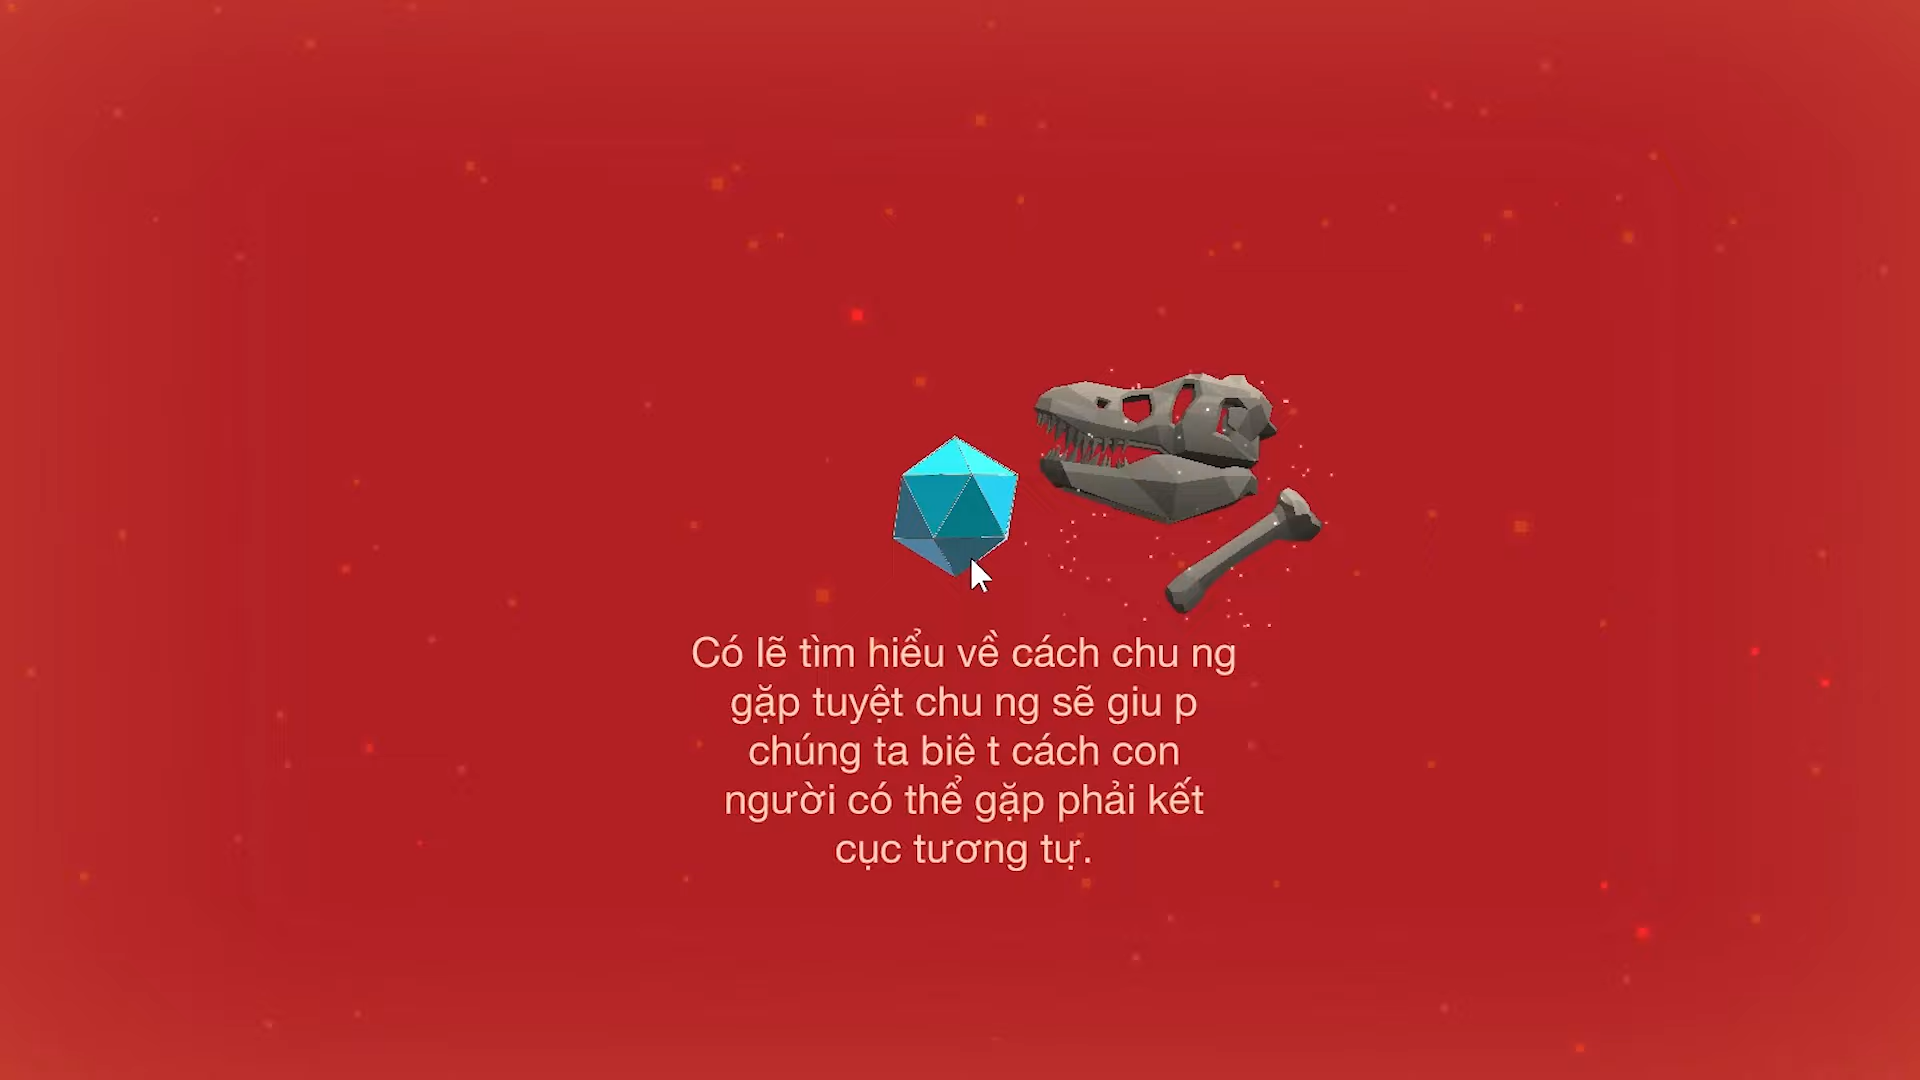 Có lẽ tìm hiểu về cách chu ng
gặp tuyệt chu ng sẽ giu p
chúng ta biê t cách con
người có thể gặp phải kết
cục tương tự.